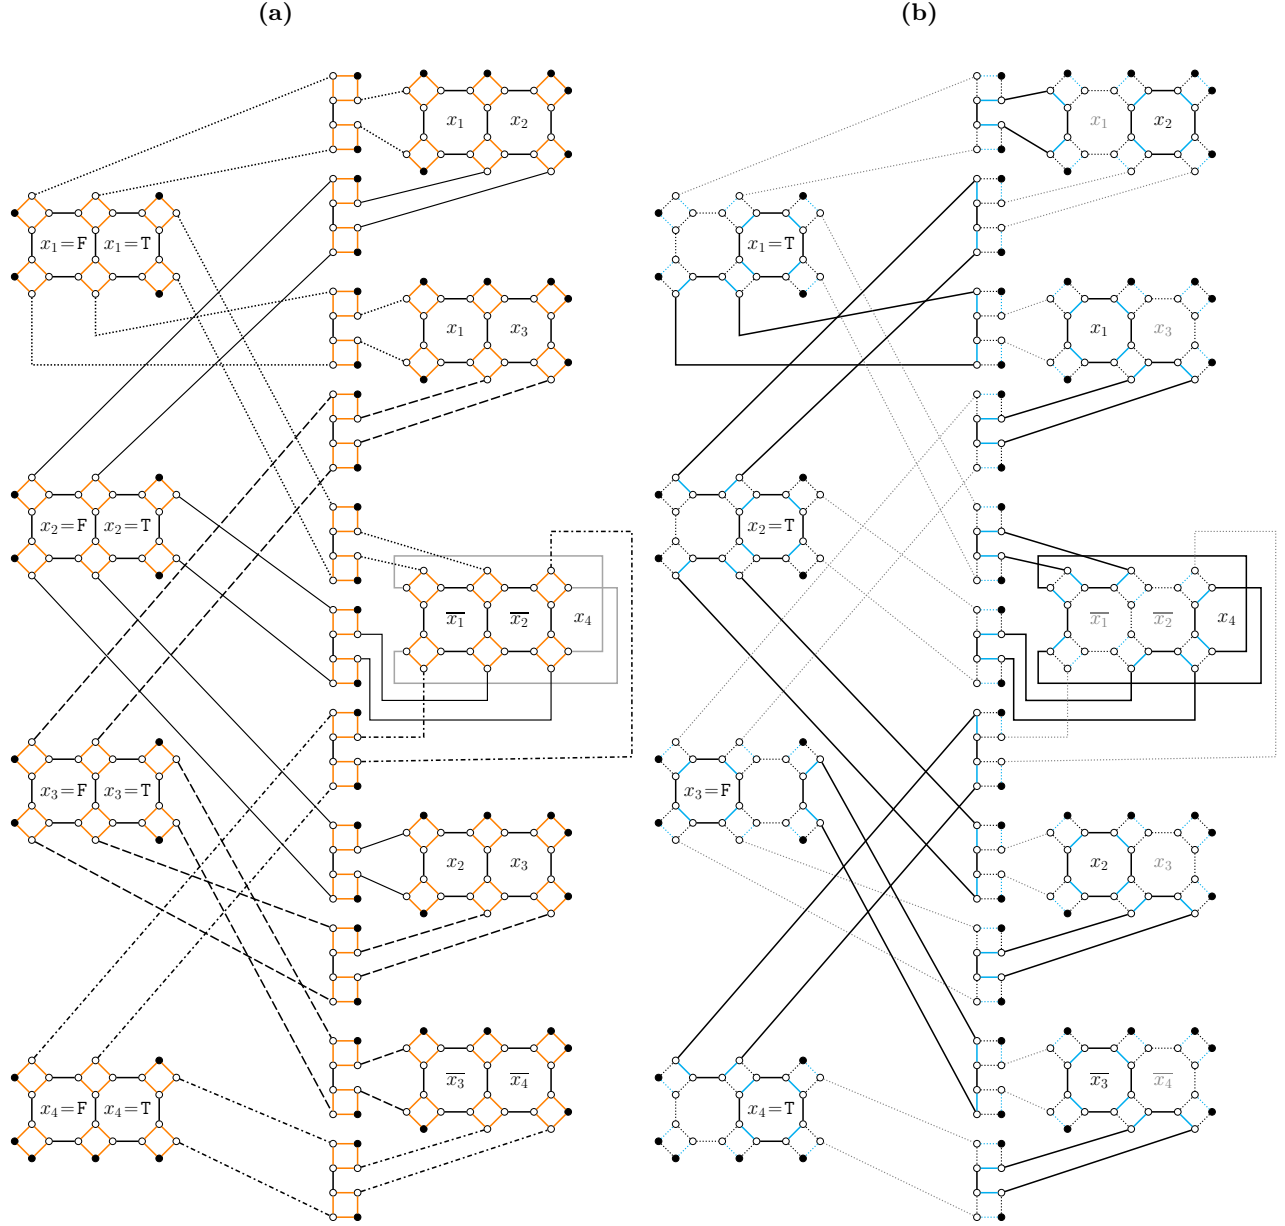 (a) (b)
x₁ x₂ x₁ x₂
x₁=F x₁=T x₁=T
x₁ x₃ x₁ x₃
x₂=F x₂=T x₂=T
x̅₁ x̅₂ x₄ x̅₁ x̅₂ x₄
x₃=F x₃=T x₃=F
x₂ x₃ x₂ x₃
x̅₃ x̅₄ x̅₃ x̅₄
x₄=F x₄=T x₄=T